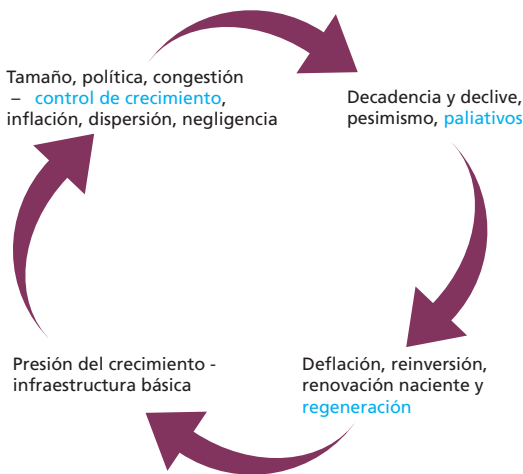 Tamaño, política, congestión
– control de crecimiento,
inflación, dispersión, negligencia
Decadencia y declive,
pesimismo, paliativos
Deflación, reinversión,
renovación naciente y
regeneración
Presión del crecimiento -
infraestructura básica